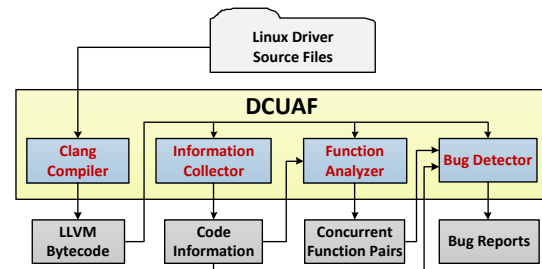 Linux Driver
Source Files
DCUAF
Clang
Compiler
Information
Collector
Function
Analyzer
Bug Detector
LLVM
Bytecode
Code
Information
Concurrent
Function Pairs
Bug Reports